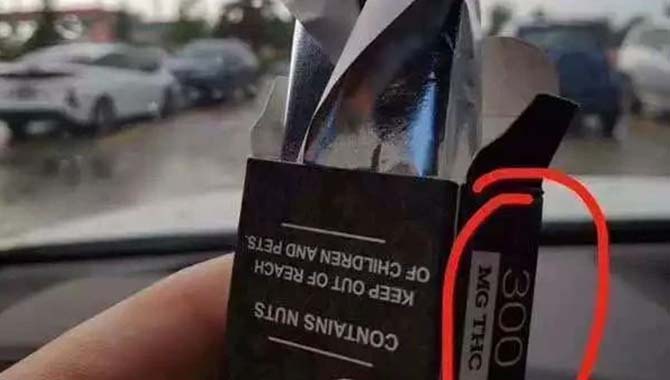 CONTAINS NUTS
KEEP OUT OF REACH
OF CHILDREN AND PETS.
300
MG THC